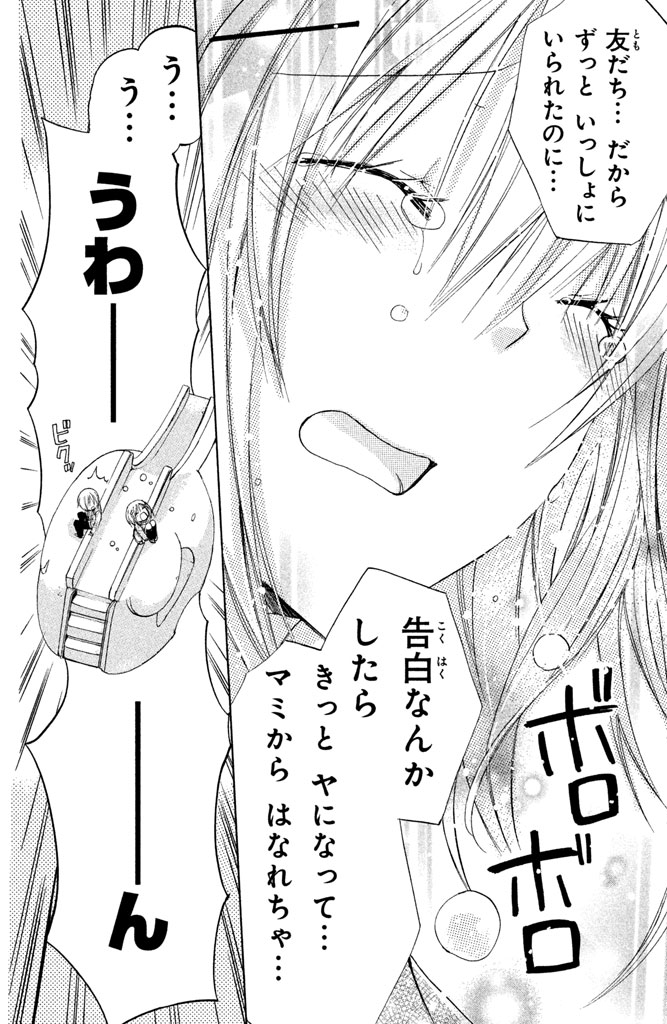 友だち…だから
ずっと いっしょに
いられたのに…
告白なんか
したら
きっと ヤになって…
マミから はなれちゃ…
ボロ
ボロ
う…
う…
うわ――
――ん
ビクッ